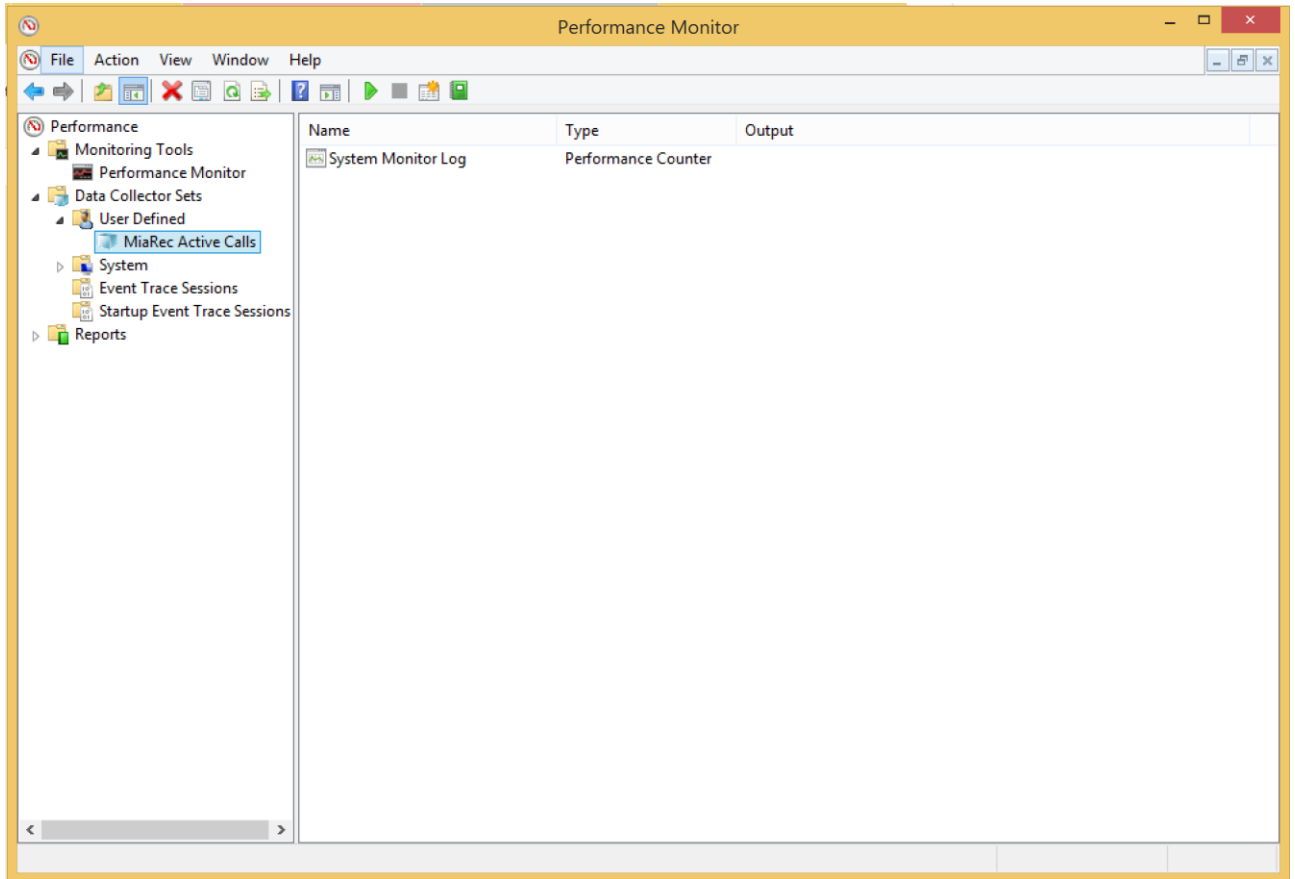 Performance Monitor
File Action View Window Help
Performance
Monitoring Tools
Performance Monitor
Data Collector Sets
User Defined
MiaRec Active Calls
System
Event Trace Sessions
Startup Event Trace Sessions
Reports
Name Type Output
System Monitor Log Performance Counter